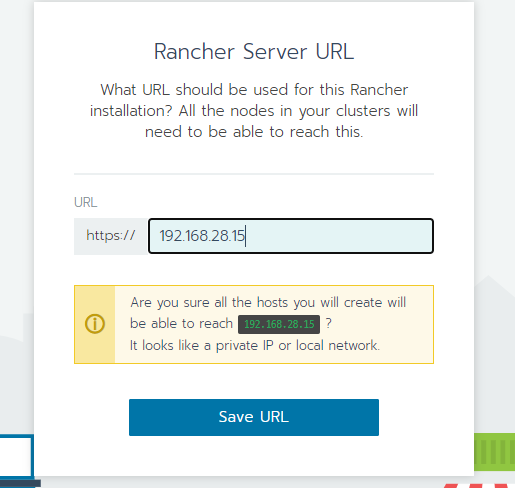 Rancher Server URL
What URL should be used for this Rancher
installation? All the nodes in your clusters will
need to be able to reach this.
URL
https:// 192.168.28.15
Are you sure all the hosts you will create will
be able to reach 192.168.28.15 ?
It looks like a private IP or local network.
Save URL